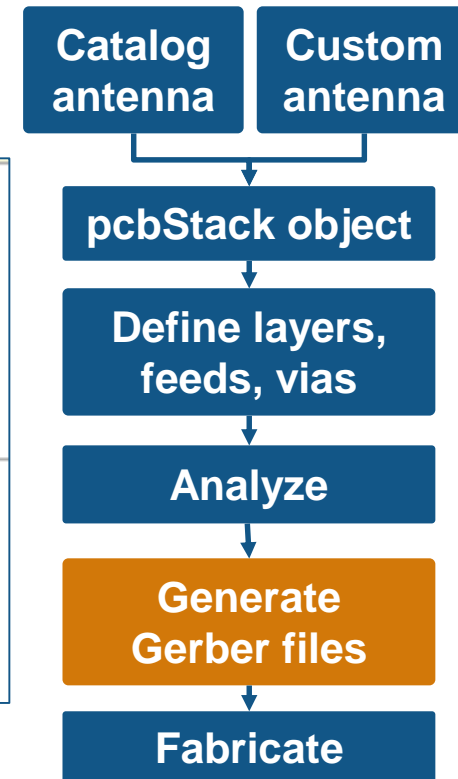 Catalog
antenna
Custom
antenna
pcbStack object
Define layers,
feeds, vias
Analyze
Generate
Gerber files
Fabricate